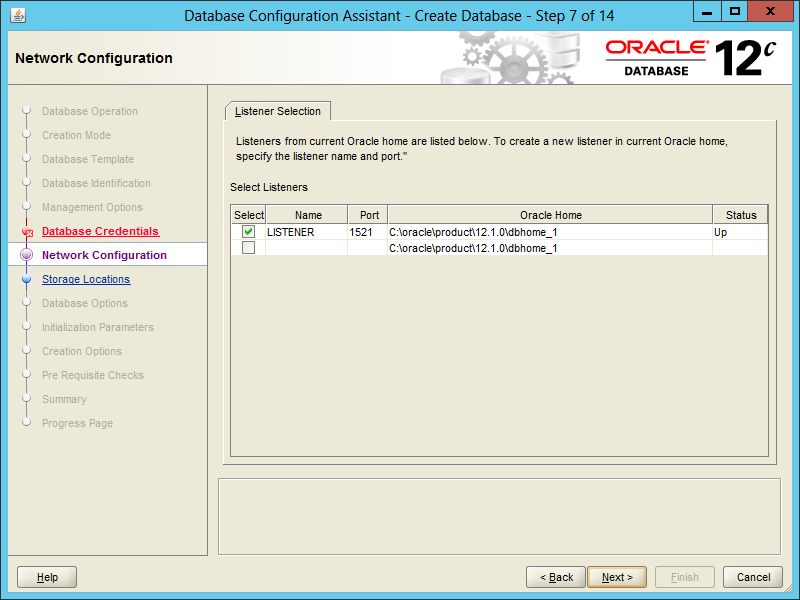 Database Configuration Assistant - Create Database - Step 7 of 14
Network Configuration
ORACLE®
DATABASE
12c
Database Operation
Creation Mode
Database Template
Database Identification
Management Options
Database Credentials
Network Configuration
Storage Locations
Database Options
Initialization Parameters
Creation Options
Pre Requisite Checks
Summary
Progress Page
Listener Selection
Listeners from current Oracle home are listed below. To create a new listener in current Oracle home,
specify the listener name and port."
Select Listeners
Select Name Port Oracle Home Status
LISTENER 1521 C:\oracle\product\12.1.0\dbhome_1 Up
C:\oracle\product\12.1.0\dbhome_1
Help < Back Next > Finish Cancel